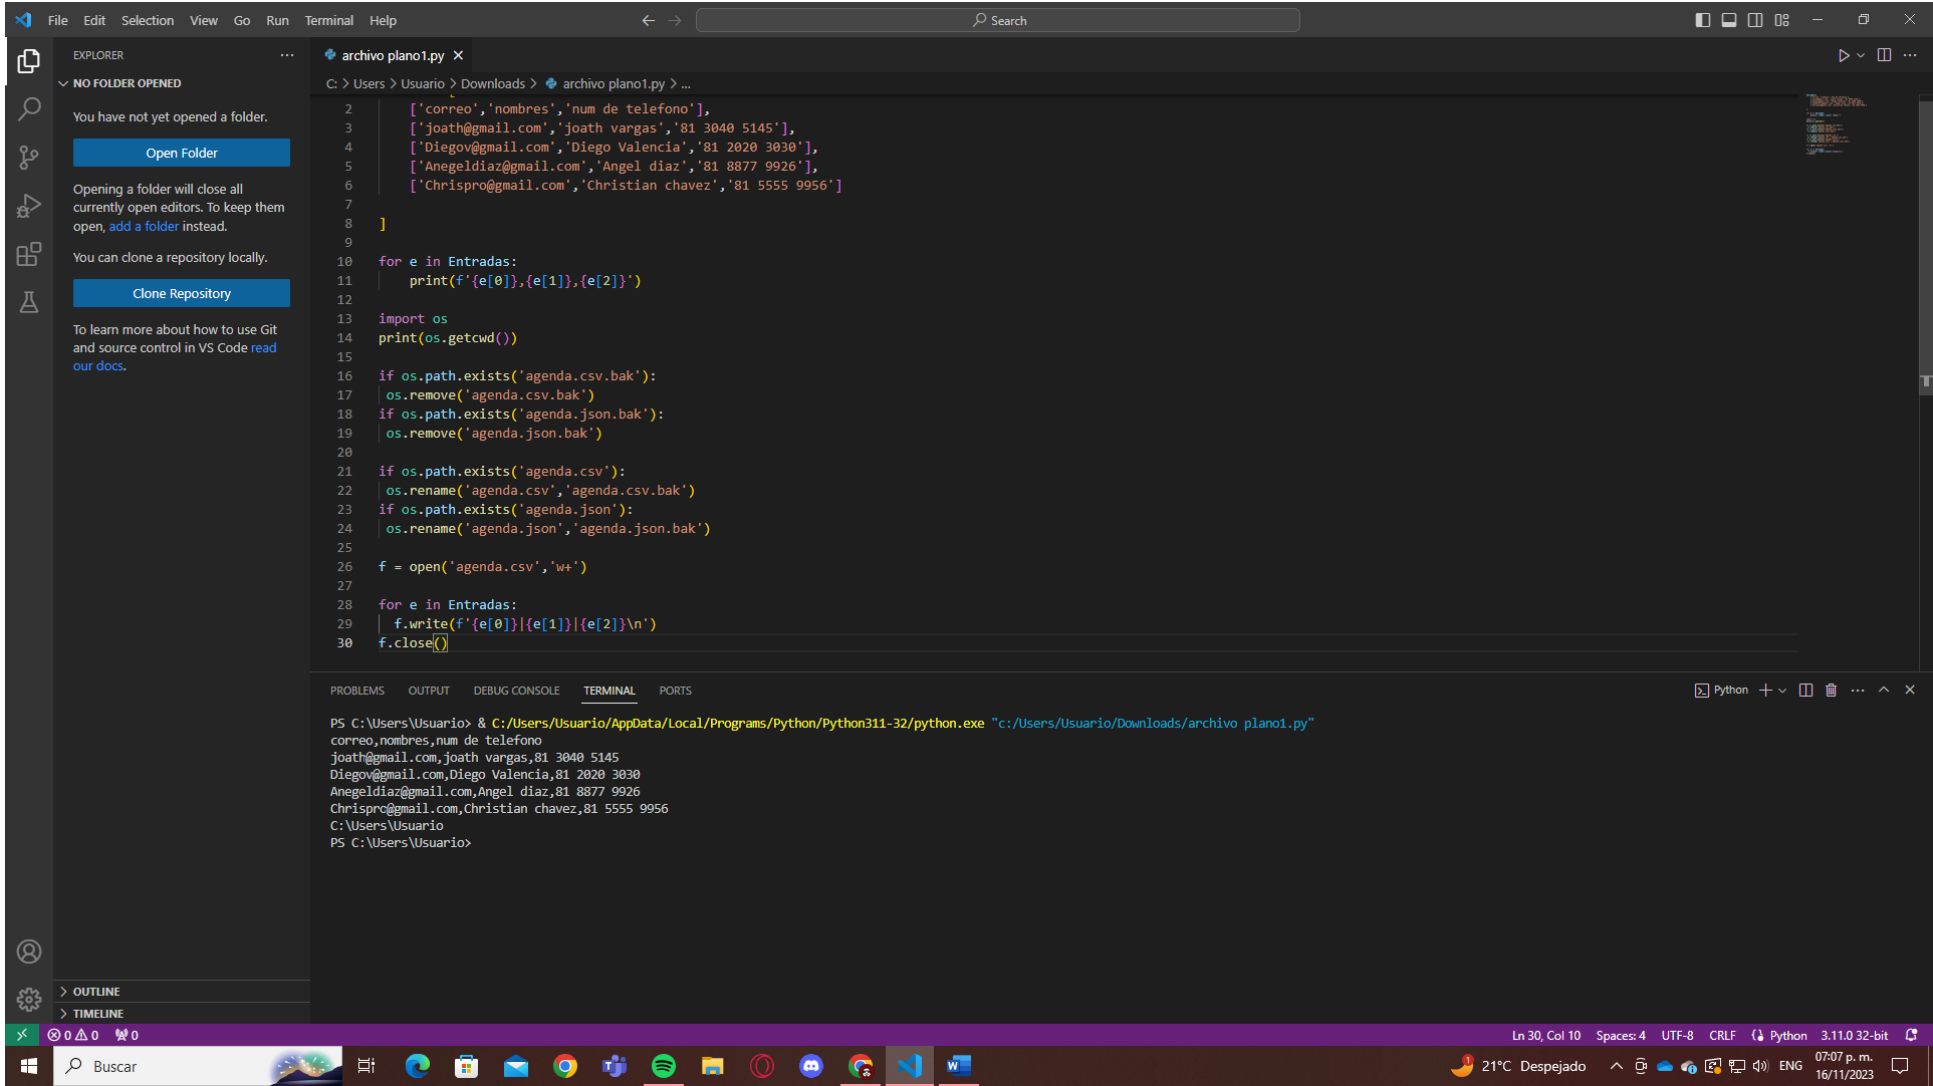 File Edit Selection View Go Run Terminal Help
Search
EXPLORER
NO FOLDER OPENED
You have not yet opened a folder.
Open Folder
Opening a folder will close all
currently open editors. To keep them
open, add a folder instead.
You can clone a repository locally.
Clone Repository
To learn more about how to use Git
and source control in VS Code read
our docs.
OUTLINE
TIMELINE
archivo plano1.py
C: > Users > Usuario > Downloads > archivo plano1.py > ...
2 ['correo','nombres','num de telefono'],
3 ['joath@gmail.com','joath vargas','81 3040 5145'],
4 ['Diegov@gmail.com','Diego Valencia','81 2020 3030'],
5 ['Anegeldiaz@gmail.com','Angel diaz','81 8877 9926'],
6 ['Chrispro@gmail.com','Christian chavez','81 5555 9956']
7
8 ]
9
10 for e in Entradas:
11 print(f'{e[0]},{e[1]},{e[2]}')
12
13 import os
14 print(os.getcwd())
15
16 if os.path.exists('agenda.csv.bak'):
17 os.remove('agenda.csv.bak')
18 if os.path.exists('agenda.json.bak'):
19 os.remove('agenda.json.bak')
20
21 if os.path.exists('agenda.csv'):
22 os.rename('agenda.csv','agenda.csv.bak')
23 if os.path.exists('agenda.json'):
24 os.rename('agenda.json','agenda.json.bak')
25
26 f = open('agenda.csv','w+')
27
28 for e in Entradas:
29 f.write(f'{e[0]}|{e[1]}|{e[2]}\n')
30 f.close()
PROBLEMS OUTPUT DEBUG CONSOLE TERMINAL PORTS
Python
PS C:\Users\Usuario> & C:/Users/Usuario/AppData/Local/Programs/Python/Python311-32/python.exe "c:/Users/Usuario/Downloads/archivo plano1.py"
correo,nombres,num de telefono
joath@gmail.com,joath vargas,81 3040 5145
Diegov@gmail.com,Diego Valencia,81 2020 3030
Anegeldiaz@gmail.com,Angel diaz,81 8877 9926
Chrispro@gmail.com,Christian chavez,81 5555 9956
C:\Users\Usuario
PS C:\Users\Usuario>
0 0 0
Ln 30, Col 10 Spaces: 4 UTF-8 CRLF Python 3.11.0 32-bit
Buscar
1
21°C Despejado
ENG
07:07 p. m.
16/11/2023